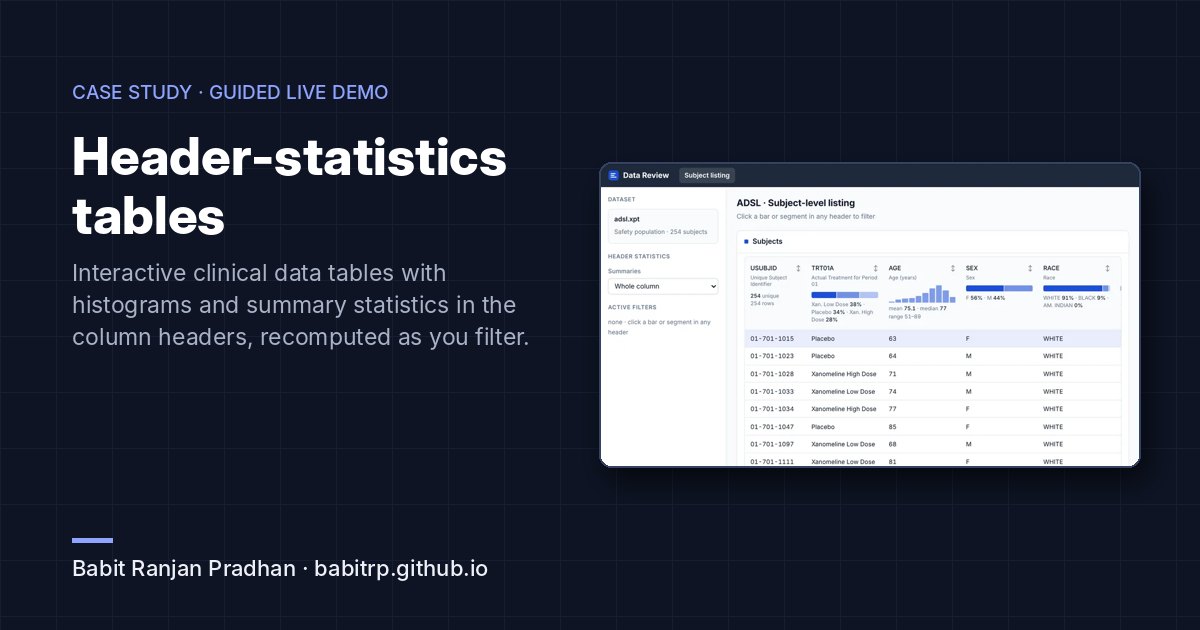 CASE STUDY · GUIDED LIVE DEMO
Header-statistics
tables
Interactive clinical data tables with
histograms and summary statistics in the
column headers, recomputed as you filter.
Babit Ranjan Pradhan · babitrp.github.io
Data Review
Subject listing
DATASET
adsl.xpt
Safety population · 254 subjects
HEADER STATISTICS
Summaries
Whole column
ACTIVE FILTERS
none · click a bar or segment in any
header
ADSL · Subject-level listing
Click a bar or segment in any header to filter
Subjects
USUBJID TRT01A AGE SEX RACE
Unique Subject
Identifier
254 unique
254 rows
Actual Treatment for Period
01
Xan. Low Dose 38% ·
Placebo 34% · Xan. High
Dose 28%
Age (years)
mean 75.1 · median 77
range 51–89
Sex
F 56% · M 44%
Race
WHITE 91% · BLACK 9% ·
AM. INDIAN 0%
01-701-1015 Placebo 63 F WHITE
01-701-1023 Placebo 64 M WHITE
01-701-1028 Xanomeline High Dose 71 M WHITE
01-701-1033 Xanomeline Low Dose 74 M WHITE
01-701-1034 Xanomeline High Dose 77 F WHITE
01-701-1047 Placebo 85 F WHITE
01-701-1097 Xanomeline Low Dose 68 M WHITE
01-701-1111 Xanomeline Low Dose 81 F WHITE